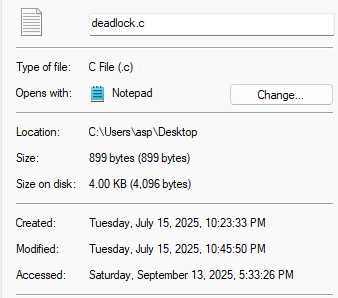 deadlock.c
Type of file: C File (.c)
Opens with: Notepad Change...
Location: C:\Users\asp\Desktop
Size: 899 bytes (899 bytes)
Size on disk: 4.00 KB (4,096 bytes)
Created: Tuesday, July 15, 2025, 10:23:33 PM
Modified: Tuesday, July 15, 2025, 10:45:50 PM
Accessed: Saturday, September 13, 2025, 5:33:26 PM